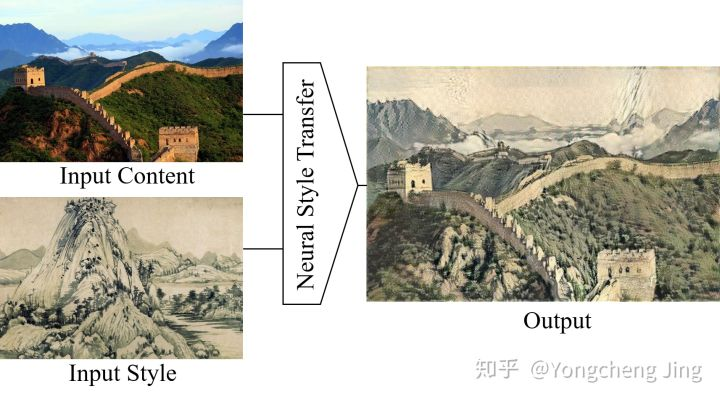 Input Content
Neural Style Transfer
Input Style
Output
知乎 @Yongcheng Jing